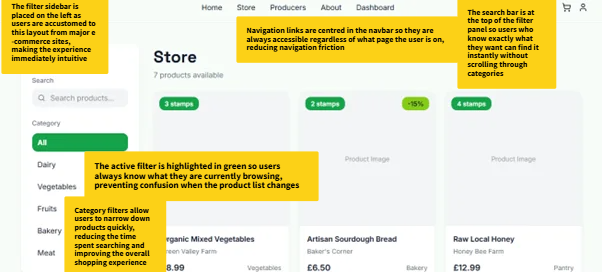 The filter sidebar is
placed on the left as
users are accustomed to
this layout from major e
-commerce sites,
making the experience
immediately intuitive
Home Store Producers About Dashboard
Navigation links are centred in the navbar so they are
always accessible regardless of what page the user is on,
reducing navigation friction
The search bar is at
the top of the filter
panel so users who
know exactly what
they want can find it
instantly without
scrolling through
categories
Store
7 products available
Search
Search products...
Category
All
Dairy
Vegetables
Fruits
Bakery
Meat
The active filter is highlighted in green so users
always know what they are currently browsing,
preventing confusion when the product list changes
Category filters allow
users to narrow down
products quickly,
reducing the time
spent searching and
improving the overall
shopping experience
3 stamps
Mixed Vegetables
Valley Farm
Vegetables
2 stamps
-15%
Product Image
Artisan Sourdough Bread
Baker's Corner
£6.50 Bakery
4 stamps
Product Image
Raw Local Honey
Honey Bee Farm
£12.99 Pantry